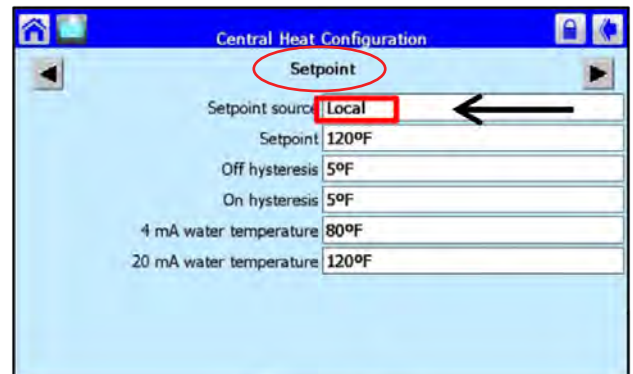 Central Heat Configuration
Setpoint
Setpoint source Local
Setpoint 120ºF
Off hysteresis 5ºF
On hysteresis 5ºF
4 mA water temperature 80ºF
20 mA water temperature 120ºF